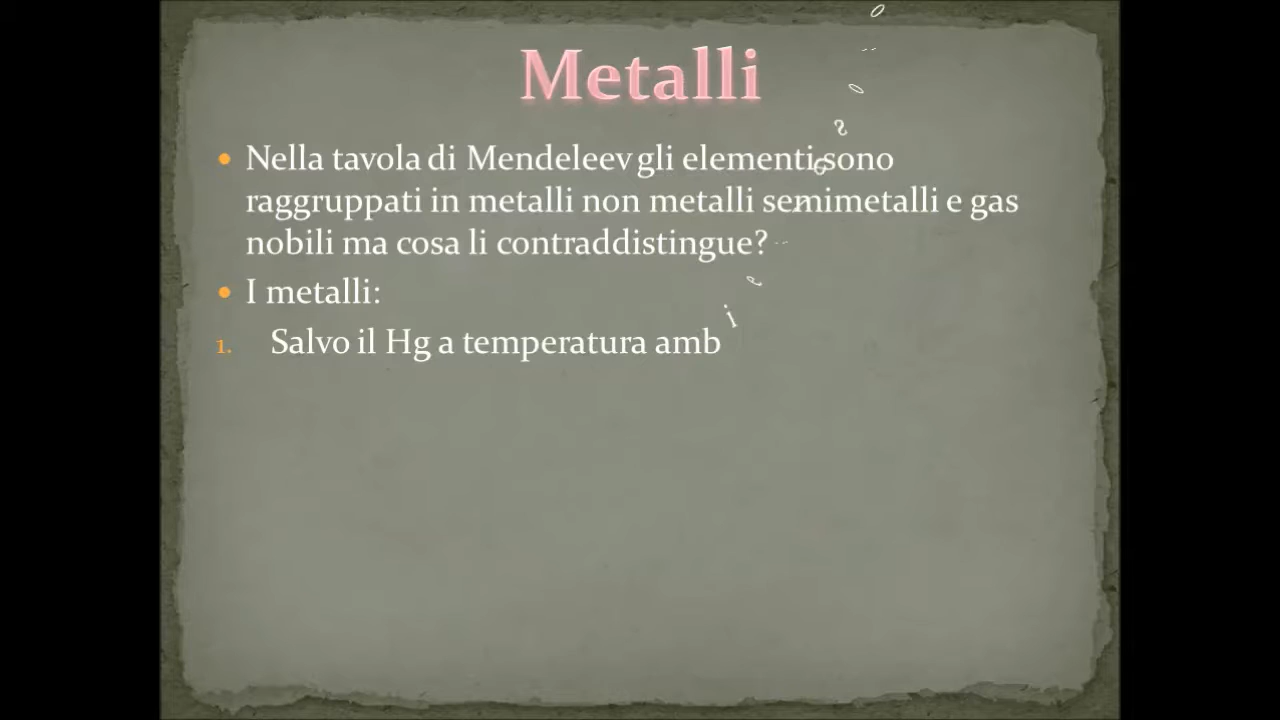 Metalli
Nella tavola di Mendeleev gli elementi sono
raggruppati in metalli non metalli semimetalli e gas
nobili ma cosa li contraddistingue?
I metalli:
1. Salvo il Hg a temperatura amb